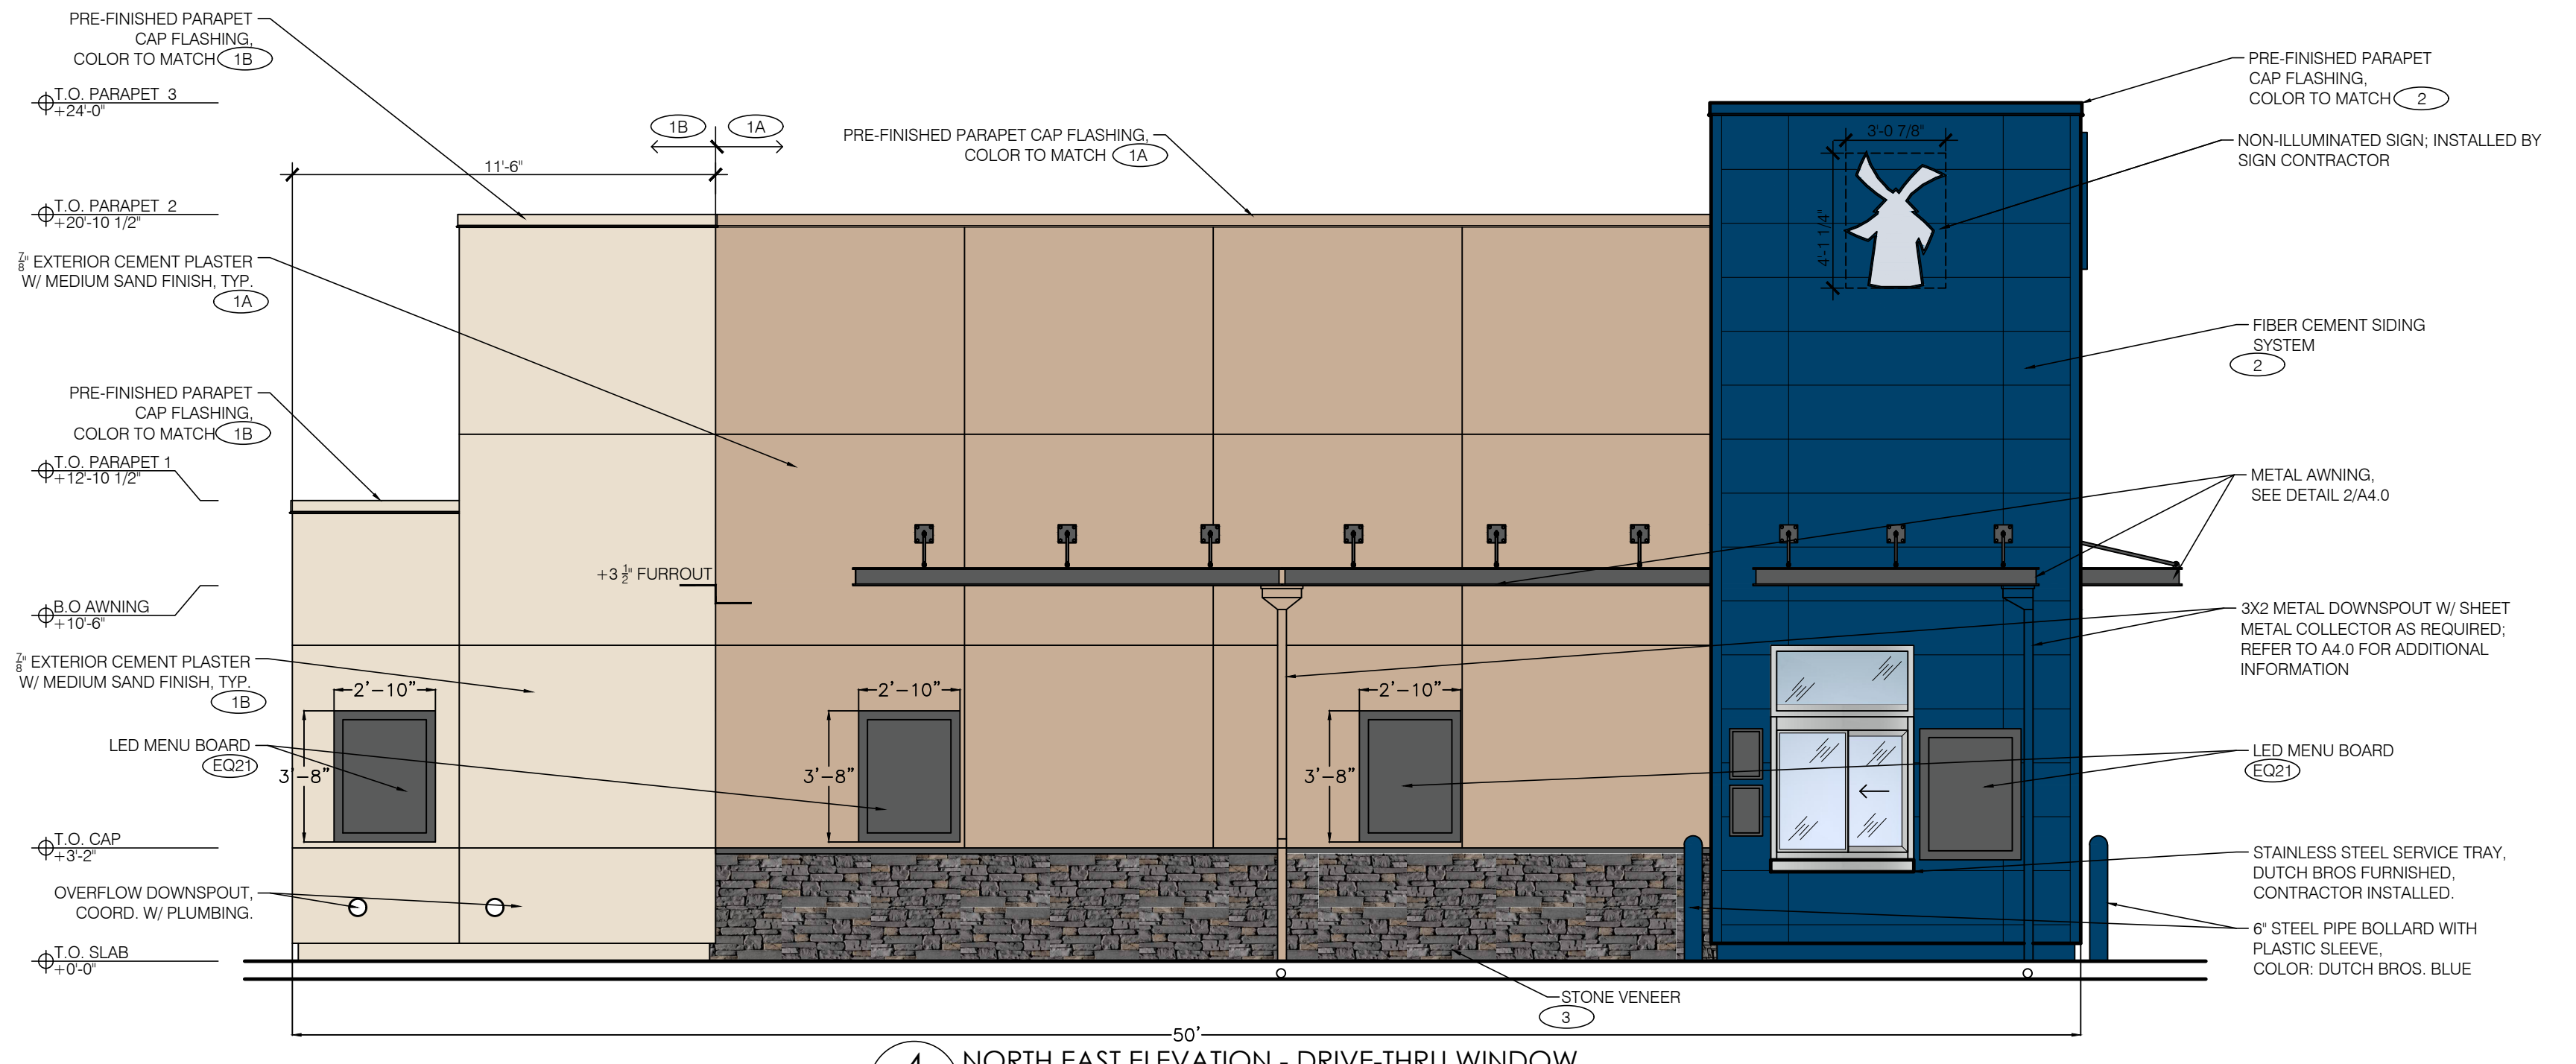 PRE-FINISHED PARAPET
CAP FLASHING,
COLOR TO MATCH 1B
T.O. PARAPET 3
+24'-0"
T.O. PARAPET 2
+20'-10 1/2"
7/8" EXTERIOR CEMENT PLASTER
W/ MEDIUM SAND FINISH, TYP.
1A
PRE-FINISHED PARAPET
CAP FLASHING,
COLOR TO MATCH 1B
T.O. PARAPET 1
+12'-10 1/2"
B.O AWNING
+10'-6"
7/8" EXTERIOR CEMENT PLASTER
W/ MEDIUM SAND FINISH, TYP.
1B
LED MENU BOARD
EQ21
T.O. CAP
+3'-2"
OVERFLOW DOWNSPOUT,
COORD. W/ PLUMBING.
T.O. SLAB
+0'-0"
1B 1A
11'-6"
PRE-FINISHED PARAPET CAP FLASHING,
COLOR TO MATCH 1A
+3 1/2" FURROUT
2'-10"
3'-8"
2'-10"
3'-8"
2'-10"
3'-8"
3'-0 7/8"
4'-1 1/4"
PRE-FINISHED PARAPET
CAP FLASHING,
COLOR TO MATCH 2
NON-ILLUMINATED SIGN; INSTALLED BY
SIGN CONTRACTOR
FIBER CEMENT SIDING
SYSTEM
2
METAL AWNING,
SEE DETAIL 2/A4.0
3X2 METAL DOWNSPOUT W/ SHEET
METAL COLLECTOR AS REQUIRED;
REFER TO A4.0 FOR ADDITIONAL
INFORMATION
LED MENU BOARD
EQ21
STAINLESS STEEL SERVICE TRAY,
DUTCH BROS FURNISHED,
CONTRACTOR INSTALLED.
6" STEEL PIPE BOLLARD WITH
PLASTIC SLEEVE,
COLOR: DUTCH BROS. BLUE
STONE VENEER
3
50'
4 NORTH EAST ELEVATION - DRIVE-THRU WINDOW